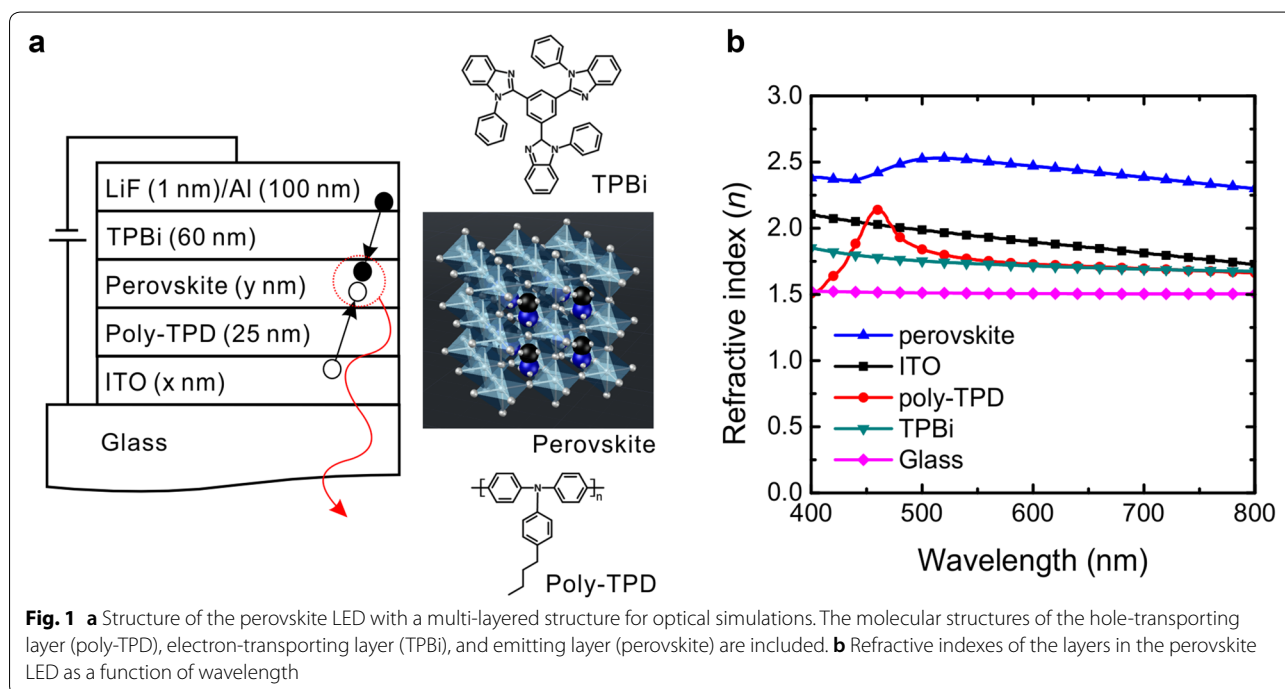 a
TPBi
LiF (1 nm)/Al (100 nm)
TPBi (60 nm)
Perovskite (y nm)
Poly-TPD (25 nm)
ITO (x nm)
Glass
N
N
N
N
N
N
Perovskite
N
n
Poly-TPD
b
Refractive index (n)
3.0
2.5
2.0
1.5
1.0
0.5
0.0
perovskite
ITO
poly-TPD
TPBi
Glass
400 500 600 700 800
Wavelength (nm)
Fig. 1 a Structure of the perovskite LED with a multi-layered structure for optical simulations. The molecular structures of the hole-transporting
layer (poly-TPD), electron-transporting layer (TPBi), and emitting layer (perovskite) are included. b Refractive indexes of the layers in the perovskite
LED as a function of wavelength